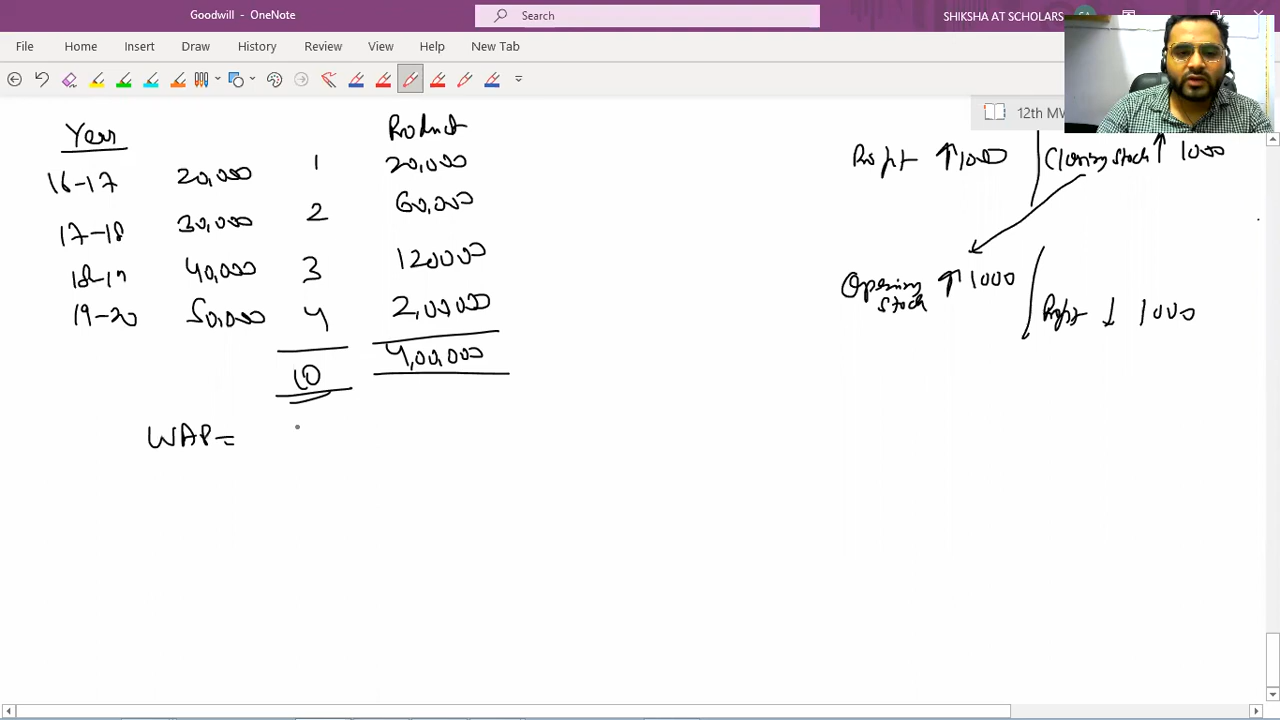 Goodwill - OneNote
Search
SHIKSHA AT SCHOLARS
File Home Insert Draw History Review View Help New Tab
12th
Year Product
16-17 20,000 1 20,000
17-18 30,000 2 60,000
18-19 40,000 3 120000
19-20 50,000 4 2,00,000
10 4,00,000
WAP=
Profit ↑1000 Closing Stock ↑ 1000
Opening Stock ↑1000
Profit ↓ 1000